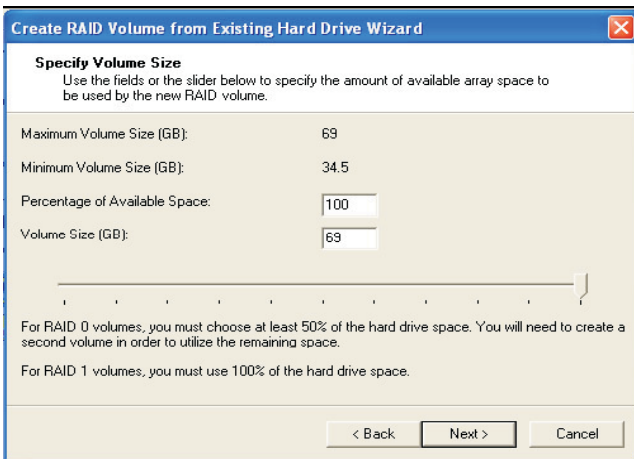 Create RAID Volume from Existing Hard Drive Wizard
Specify Volume Size
Use the fields or the slider below to specify the amount of available array space to
be used by the new RAID volume.
Maximum Volume Size (GB): 69
Minimum Volume Size (GB): 34.5
Percentage of Available Space: 100
Volume Size (GB): 69
For RAID 0 volumes, you must choose at least 50% of the hard drive space. You will need to create a
second volume in order to utilize the remaining space.
For RAID 1 volumes, you must use 100% of the hard drive space.
< Back Next > Cancel